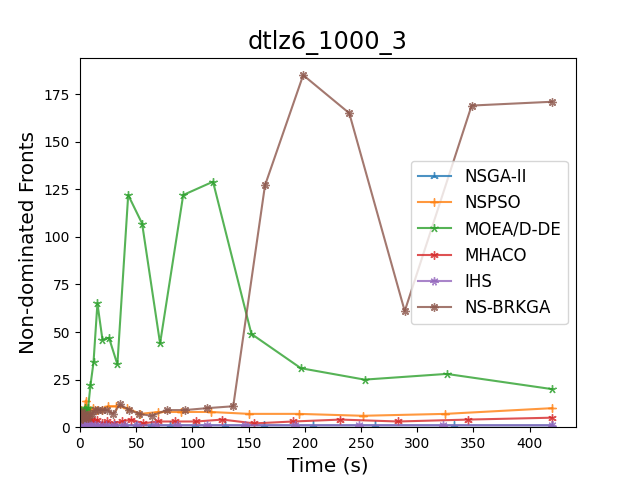 dtlz6_1000_3
Non-dominated Fronts
175
150
125
100
75
50
25
0
0 50 100 150 200 250 300 350 400
Time (s)
NSGA-II
NSPSO
MOEA/D-DE
MHACO
IHS
NS-BRKGA